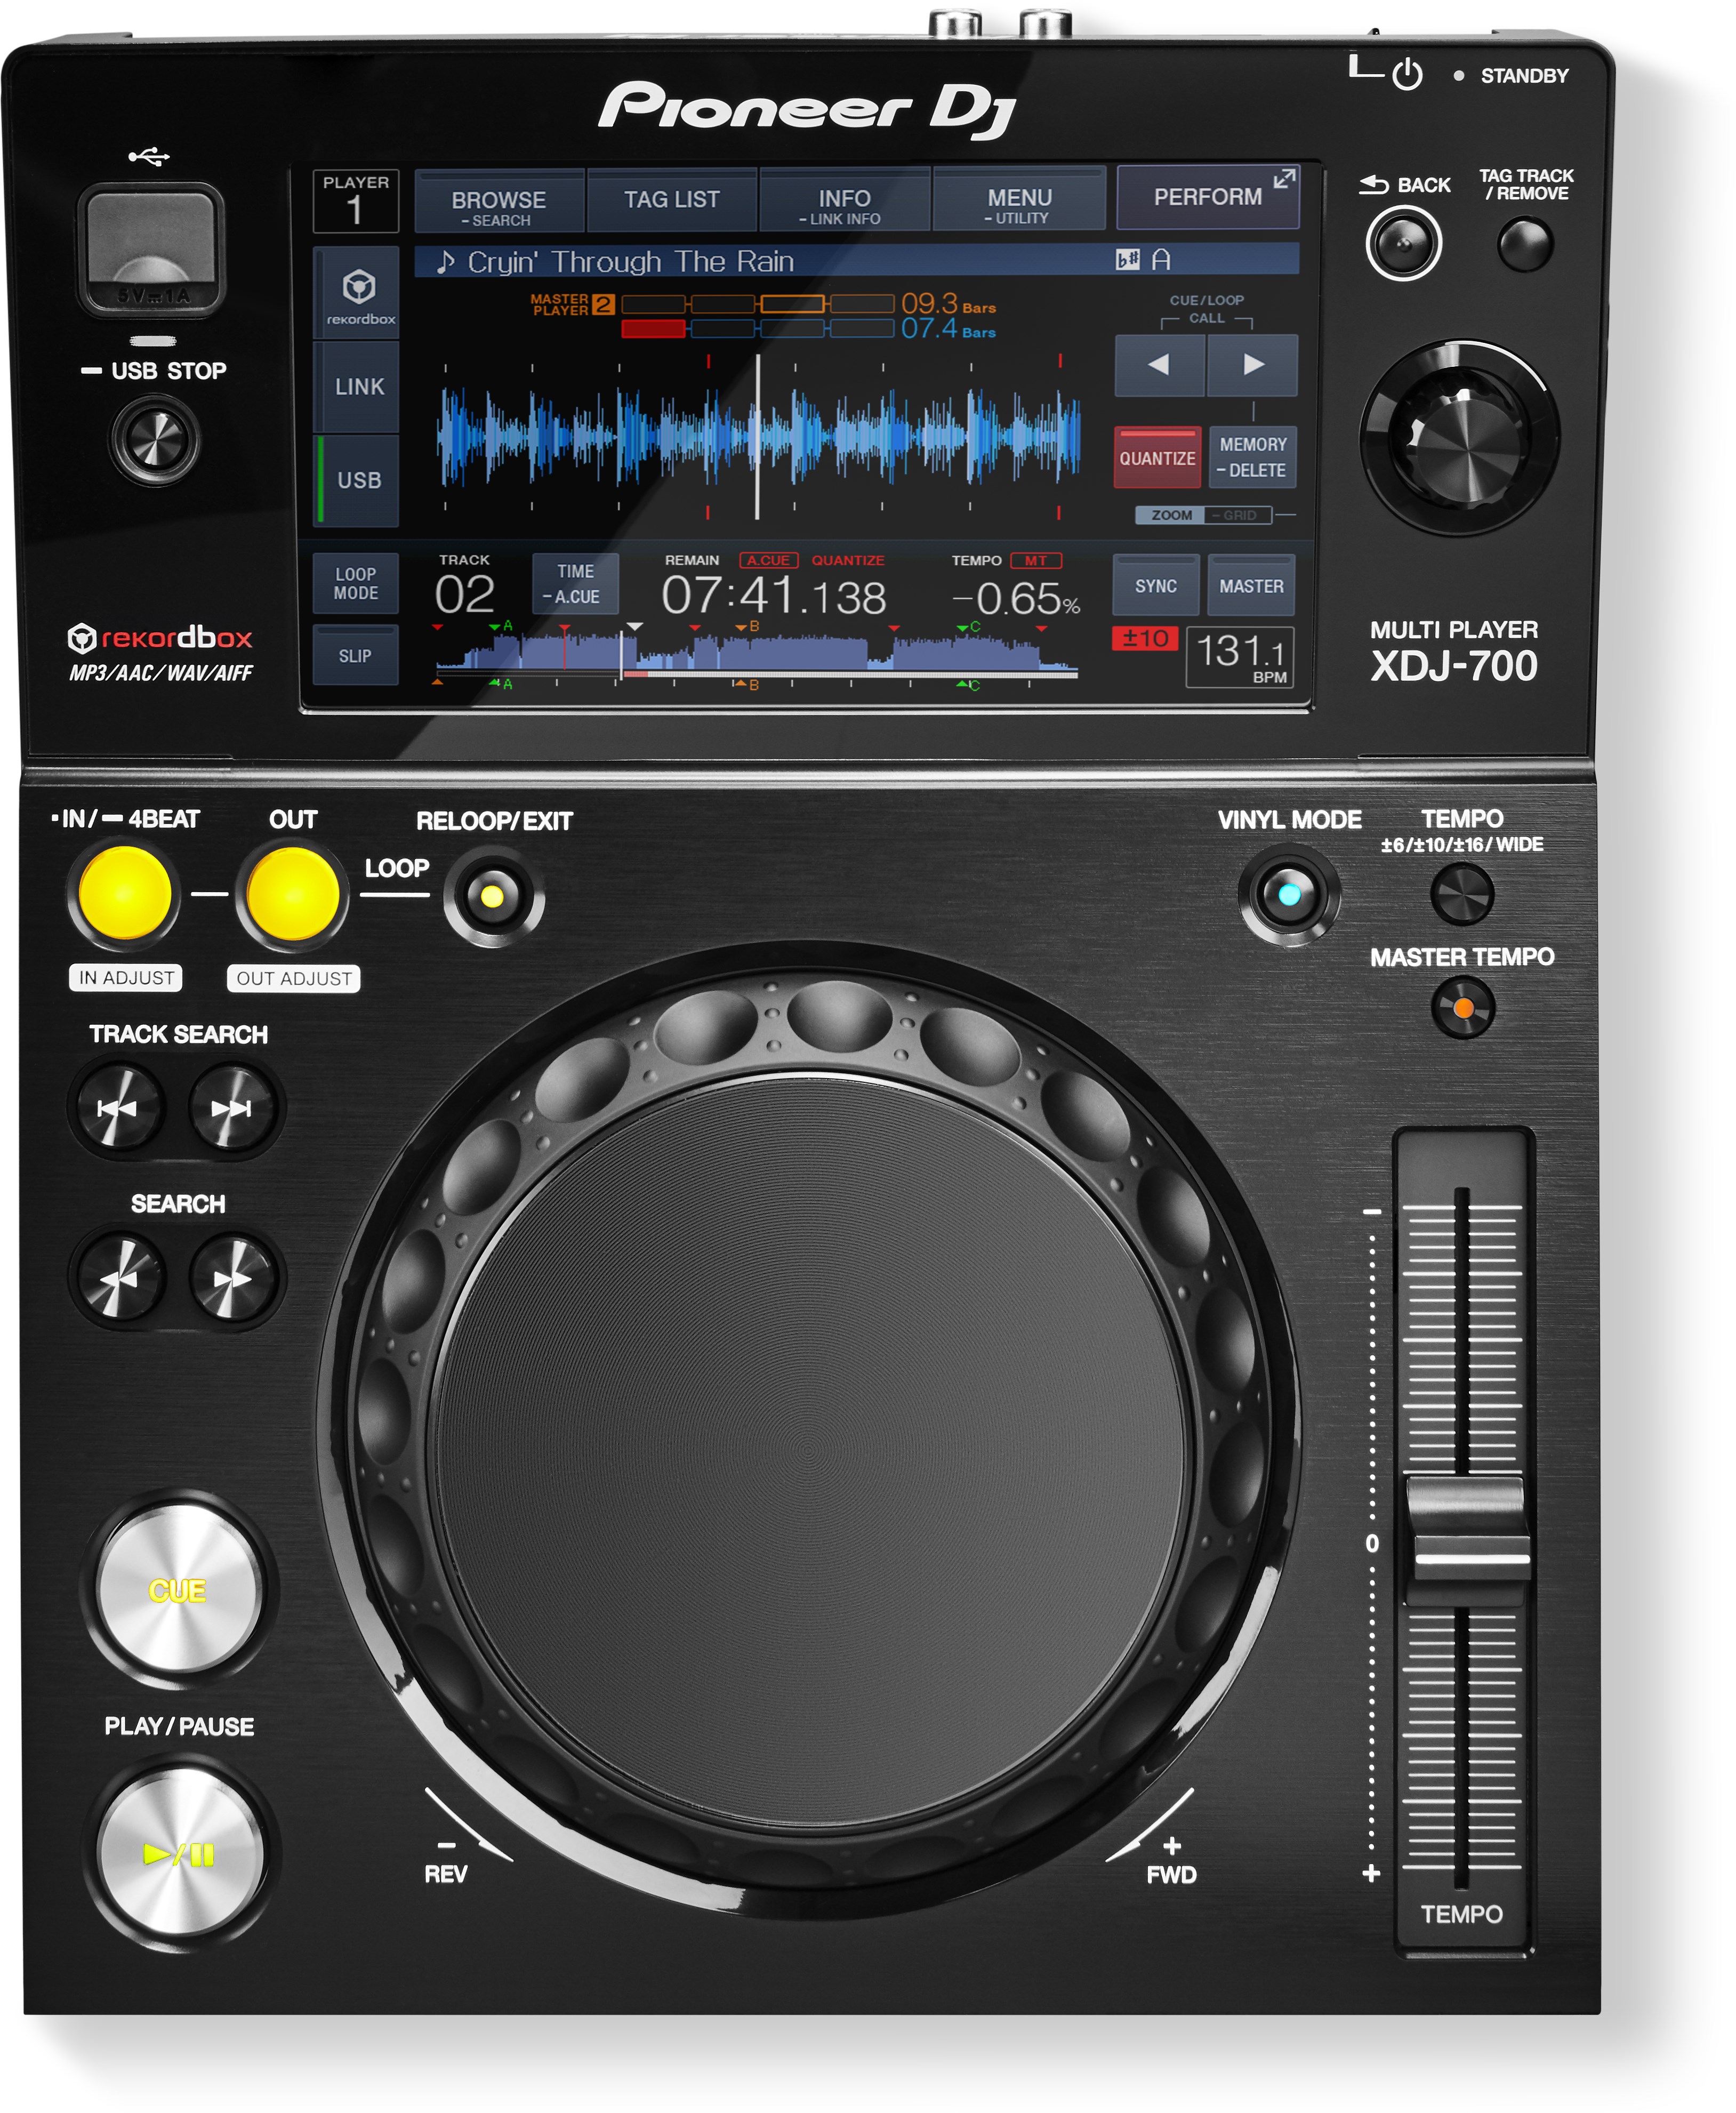 Pioneer Dj
STANDBY
BACK
TAG TRACK
/ REMOVE
5V 1A
– USB STOP
PLAYER
1
BROWSE
- SEARCH
TAG LIST
INFO
- LINK INFO
MENU
- UTILITY
PERFORM
rekordbox
LINK
USB
♪ Cryin' Through The Rain
b# A
MASTER
PLAYER 2
09.3 Bars
07.4 Bars
CUE/LOOP
CALL
QUANTIZE
MEMORY
- DELETE
ZOOM - GRID
LOOP
MODE
TRACK
02
TIME
- A.CUE
REMAIN A.CUE QUANTIZE
07:41.138
TEMPO MT
-0.65%
SYNC
MASTER
SLIP
A B C
A B C
±10
131.1
BPM
rekordbox
MP3/AAC/WAV/AIFF
MULTI PLAYER
XDJ-700
·IN/– 4BEAT
OUT
RELOOP/EXIT
LOOP
IN ADJUST
OUT ADJUST
VINYL MODE
TEMPO
±6/±10/±16/WIDE
MASTER TEMPO
TRACK SEARCH
SEARCH
CUE
PLAY/PAUSE
–
REV
+
FWD
–
0
+
TEMPO